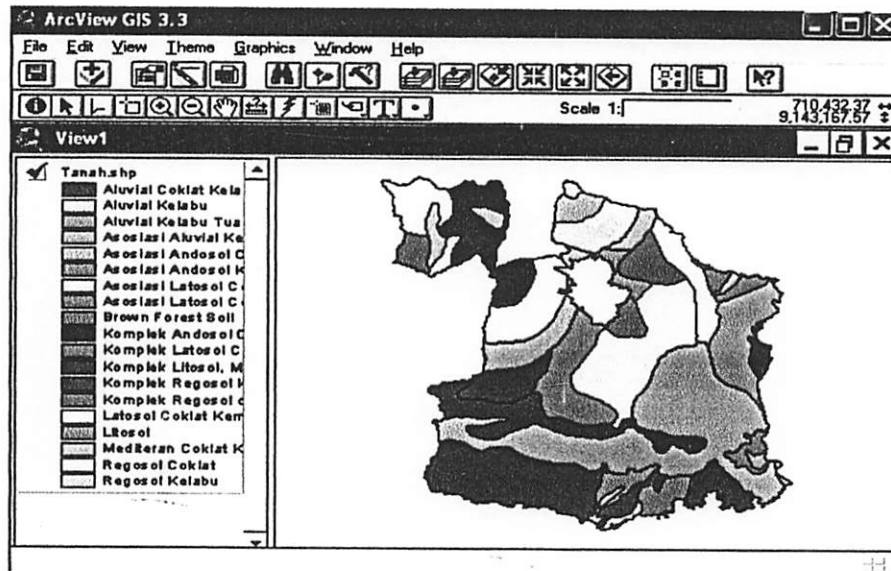 ArcView GIS 3.3
File Edit View Theme Graphics Window Help
Scale 1:
710,432.37
9,143,157.57
View1
Tanah.shp
Aluvial Coklat Kela
Aluvial Kelabu
Aluvial Kelabu Tua
Asosiasi Aluvial Ke
Asosiasi Andosol C
Asosiasi Andosol K
Asosiasi Latosol C
Asosiasi Latosol C
Brown Forest Soil
Komplek Andosol C
Komplek Latosol C
Komplek Litosol, M
Komplek Regosol K
Komplek Regosol d
Latosol Coklat Kem
Litosol
Mediteran Coklat K
Regosol Coklat
Regosol Kelabu